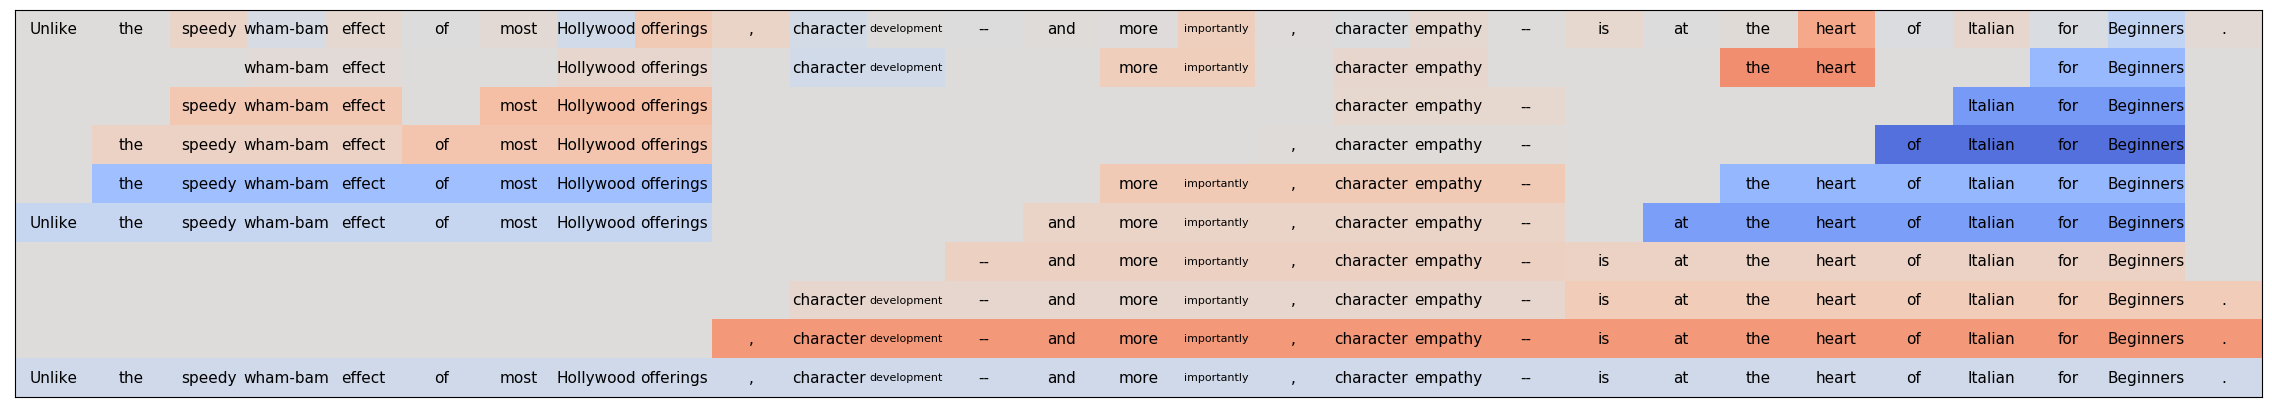 Unlike the speedy wham-bam effect of most Hollywood offerings , character development -- and more importantly , character empathy -- is at the heart of Italian for Beginners .
wham-bam effect Hollywood offerings character development more importantly character empathy the heart for Beginners
speedy wham-bam effect most Hollywood offerings character empathy -- Italian for Beginners
the speedy wham-bam effect of most Hollywood offerings , character empathy -- of Italian for Beginners
the speedy wham-bam effect of most Hollywood offerings more importantly , character empathy -- the heart of Italian for Beginners
Unlike the speedy wham-bam effect of most Hollywood offerings and more importantly , character empathy -- at the heart of Italian for Beginners
-- and more importantly , character empathy -- is at the heart of Italian for Beginners
character development -- and more importantly , character empathy -- is at the heart of Italian for Beginners .
, character development -- and more importantly , character empathy -- is at the heart of Italian for Beginners .
Unlike the speedy wham-bam effect of most Hollywood offerings , character development -- and more importantly , character empathy -- is at the heart of Italian for Beginners .